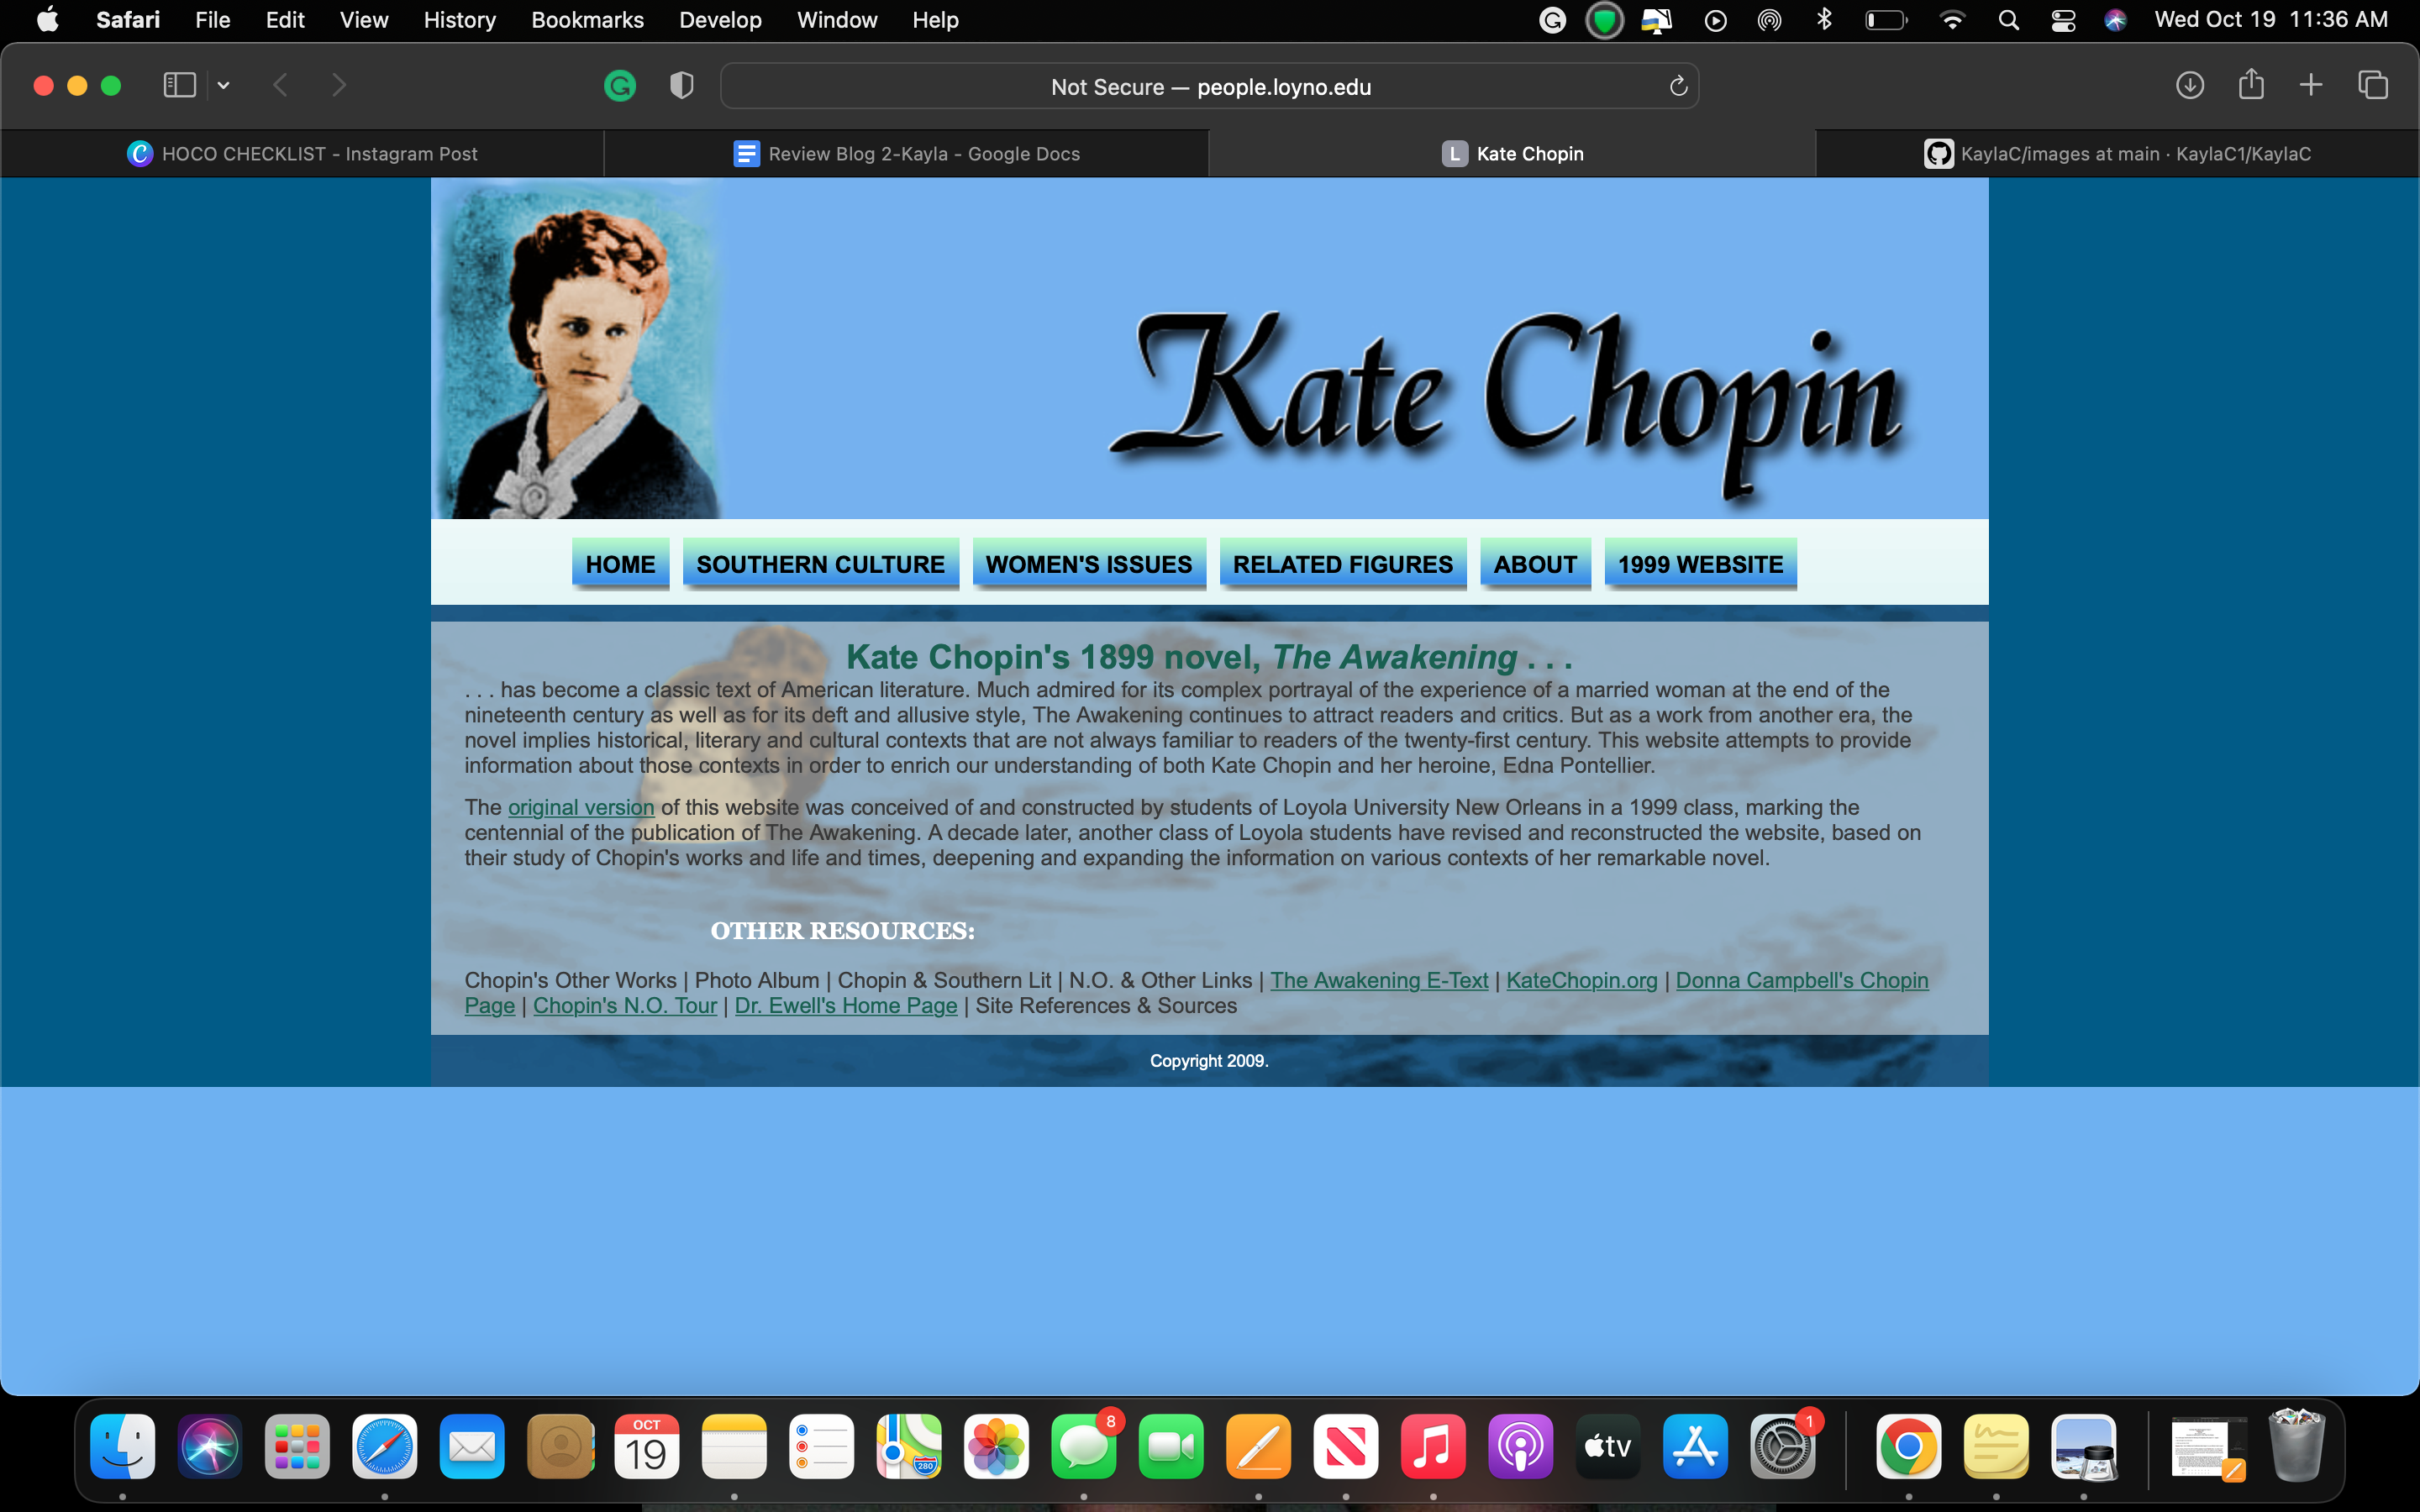 Safari File Edit View History Bookmarks Develop Window Help Wed Oct 19 11:36 AM
Not Secure — people.loyno.edu
HOCO CHECKLIST - Instagram Post
Review Blog 2-Kayla - Google Docs
L Kate Chopin
KaylaC/images at main · KaylaC1/KaylaC
Kate Chopin
HOME SOUTHERN CULTURE WOMEN'S ISSUES RELATED FIGURES ABOUT 1999 WEBSITE
Kate Chopin's 1899 novel, The Awakening . . .
. . . has become a classic text of American literature. Much admired for its complex portrayal of the experience of a married woman at the end of the
nineteenth century as well as for its deft and allusive style, The Awakening continues to attract readers and critics. But as a work from another era, the
novel implies historical, literary and cultural contexts that are not always familiar to readers of the twenty-first century. This website attempts to provide
information about those contexts in order to enrich our understanding of both Kate Chopin and her heroine, Edna Pontellier.
The original version of this website was conceived of and constructed by students of Loyola University New Orleans in a 1999 class, marking the
centennial of the publication of The Awakening. A decade later, another class of Loyola students have revised and reconstructed the website, based on
their study of Chopin's works and life and times, deepening and expanding the information on various contexts of her remarkable novel.
OTHER RESOURCES:
Chopin's Other Works | Photo Album | Chopin & Southern Lit | N.O. & Other Links | The Awakening E-Text | KateChopin.org | Donna Campbell's Chopin
Page | Chopin's N.O. Tour | Dr. Ewell's Home Page | Site References & Sources
Copyright 2009.
OCT
19
280
8
tv
1